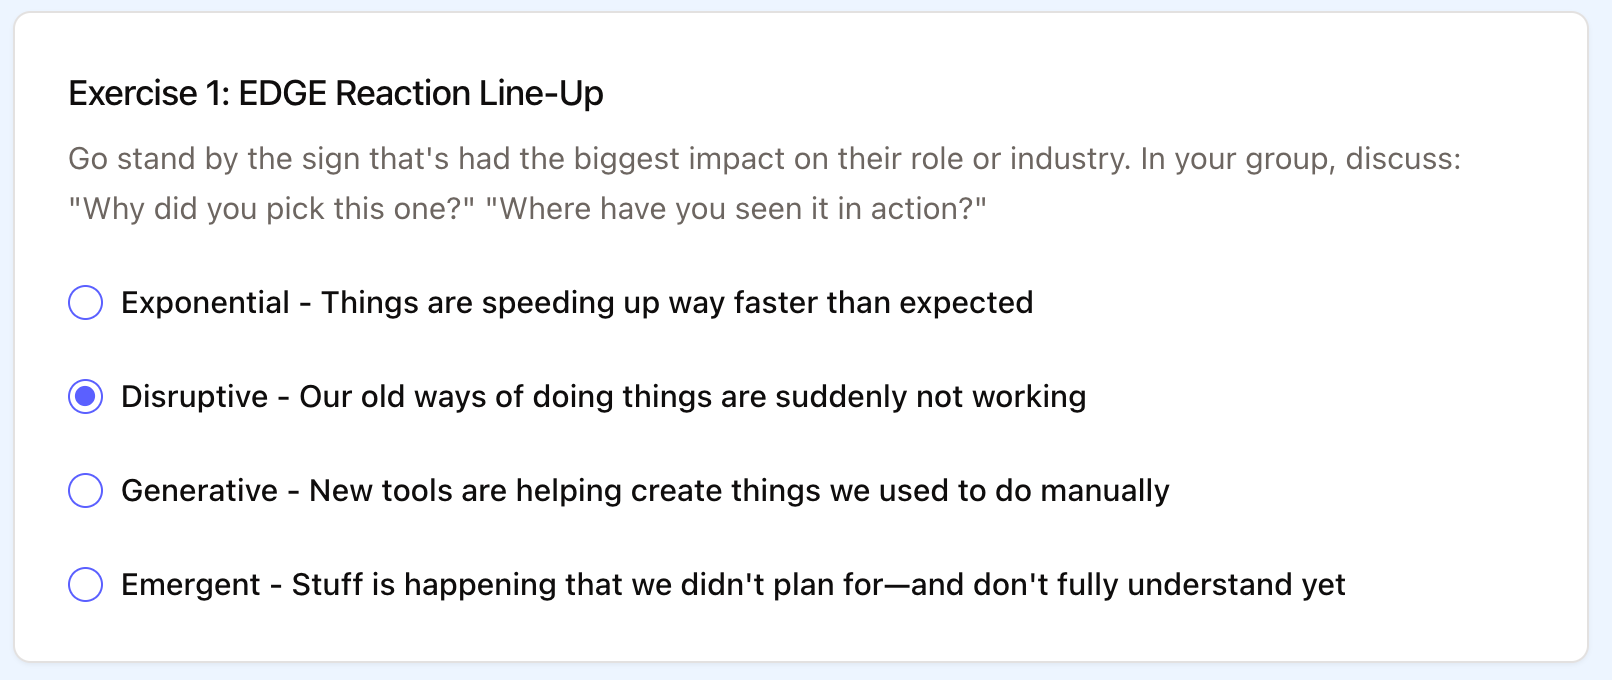 Exercise 1: EDGE Reaction Line-Up
Go stand by the sign that's had the biggest impact on their role or industry. In your group, discuss:
"Why did you pick this one?" "Where have you seen it in action?"
Exponential - Things are speeding up way faster than expected
Disruptive - Our old ways of doing things are suddenly not working
Generative - New tools are helping create things we used to do manually
Emergent - Stuff is happening that we didn't plan for—and don't fully understand yet